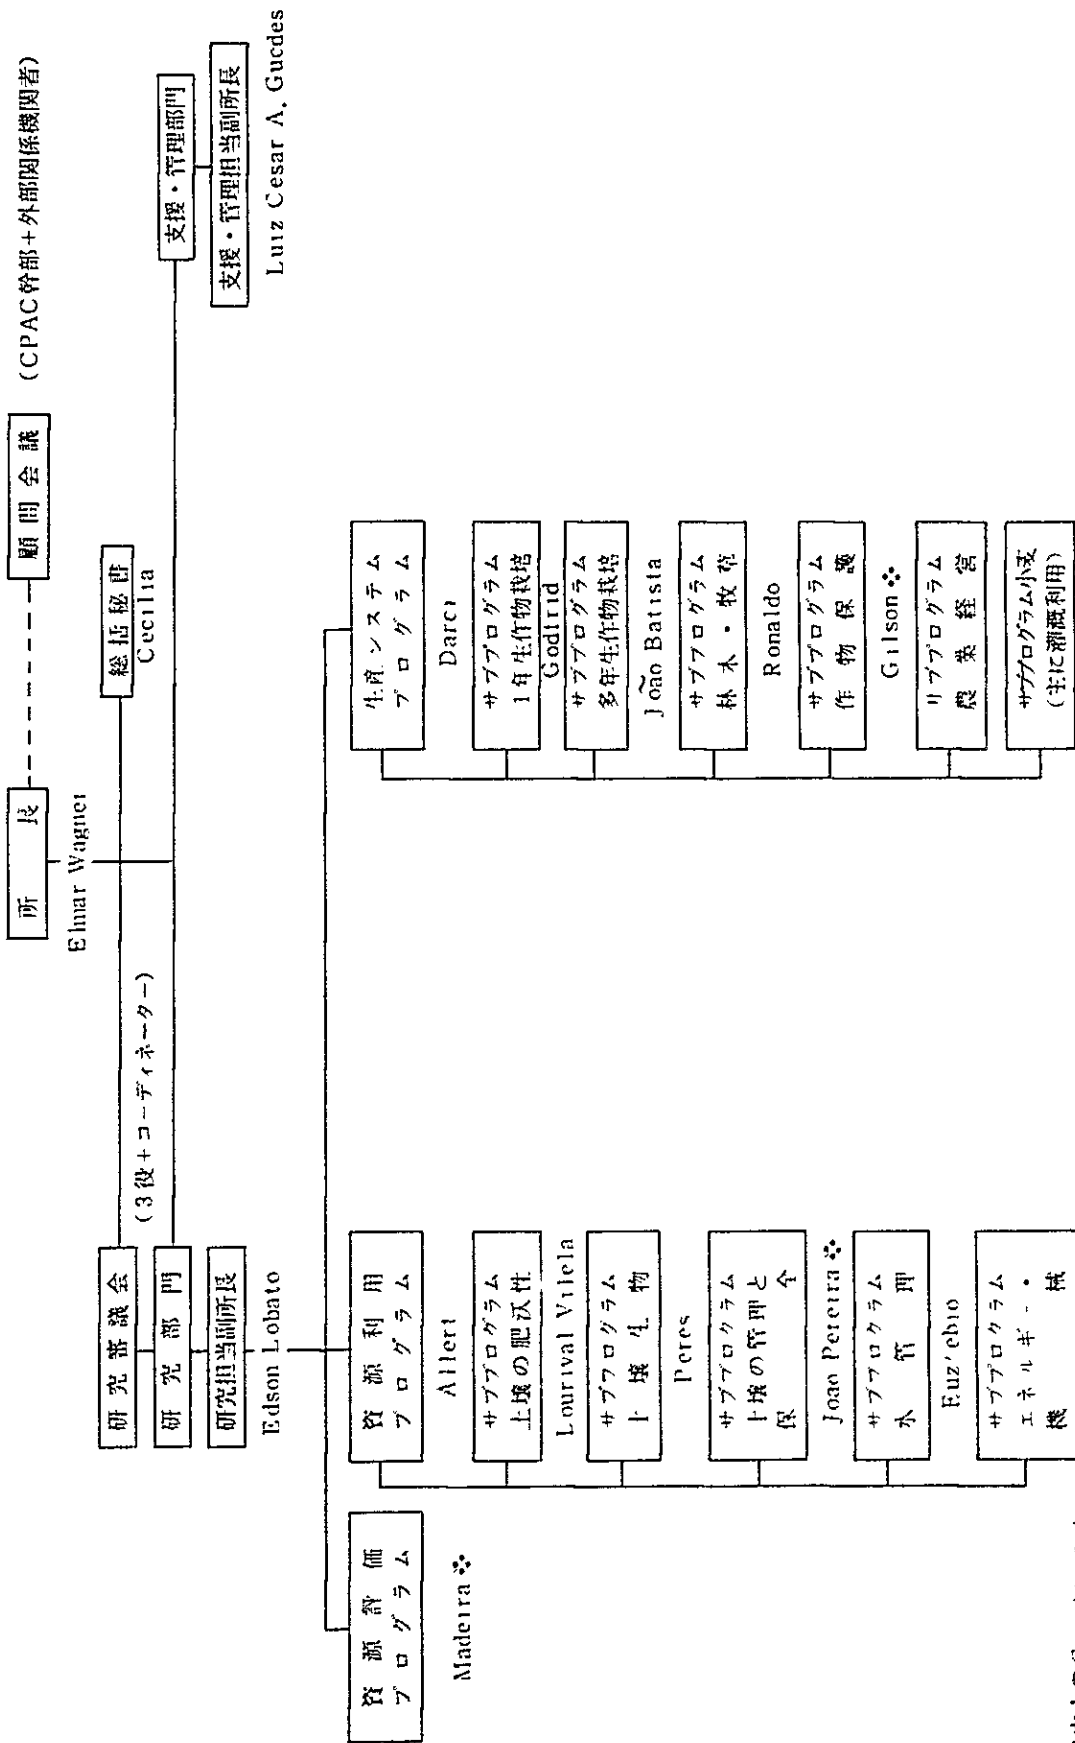 所長
顧問会議
(CPAC幹部+外部関係機関者)
Elmar Wagner
総括秘書
Cecila
研究審議会
(3役+コーディネーター)
研究部門
支援・管理部門
研究担当副所長
支援・管理担当副所長
Edson Lobato
Luiz Cesar A. Gucdes
資源評価
プログラム
Madeira
資源利用
プログラム
Allert
サブプログラム
土壌の肥沃性
Lourival Vilela
サブプログラム
土壌生物
Peres
サブプログラム
土壌の管理と
保全
João Pereira
サブプログラム
水管理
Euz'ebio
サブプログラム
エネルギー・
機械
生産システム
プログラム
Darci
サブプログラム
1年生作物栽培
Godfrid
サブプログラム
多年生作物栽培
João Batista
サブプログラム
林木・牧草
Ronaldo
サブプログラム
作物保護
Gilson
サブプログラム
農業経営
サブプログラム小麦
(主に灌漑利用)